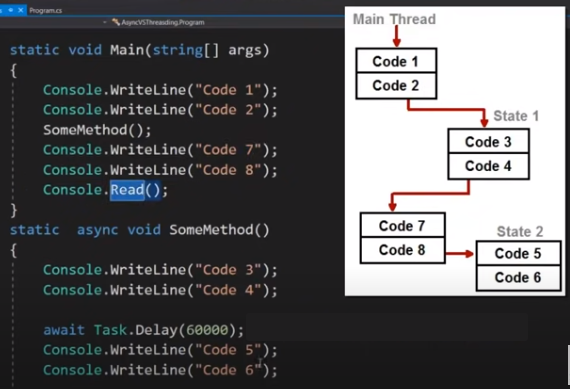 Program.cs
AsyncVSThreasding.Program
static void Main(string[] args)
{
Console.WriteLine("Code 1");
Console.WriteLine("Code 2");
SomeMethod();
Console.WriteLine("Code 7");
Console.WriteLine("Code 8");
Console.Read();
}
static async void SomeMethod()
{
Console.WriteLine("Code 3");
Console.WriteLine("Code 4");
await Task.Delay(60000);
Console.WriteLine("Code 5");
Console.WriteLine("Code 6");
Main Thread
Code 1
Code 2
State 1
Code 3
Code 4
Code 7
Code 8
State 2
Code 5
Code 6